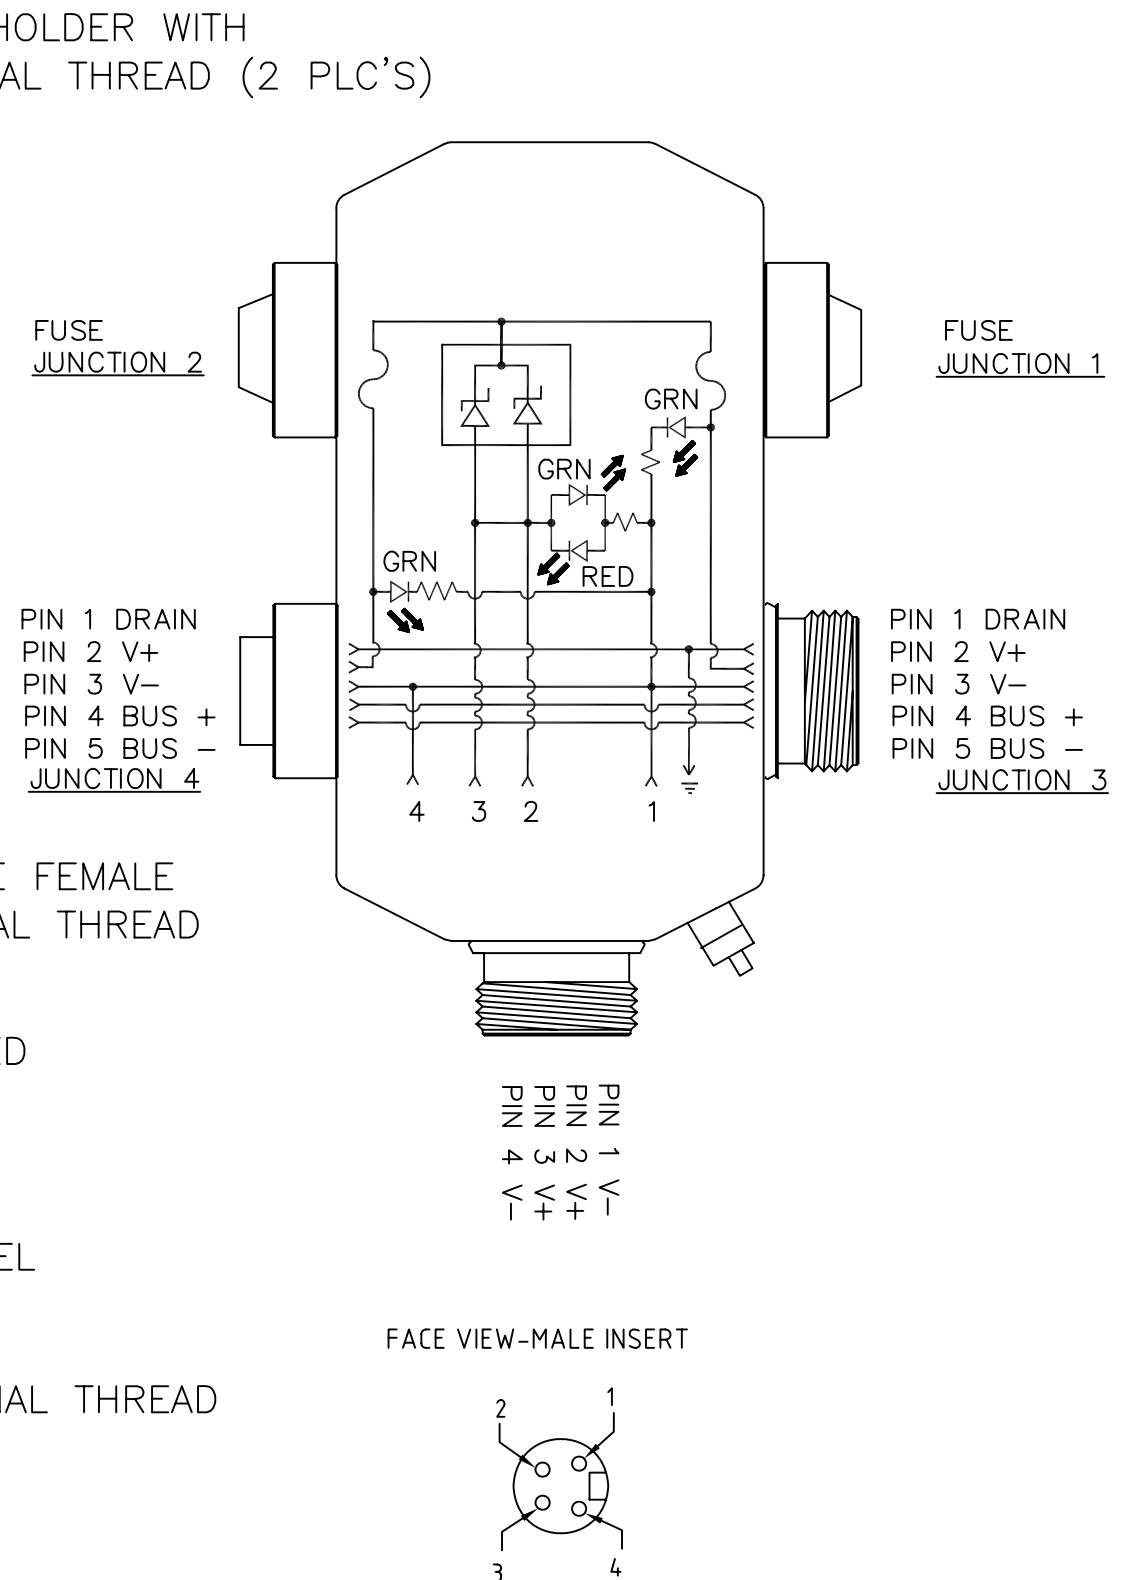 HOLDER WITH
AL THREAD (2 PLC'S)
FUSE
JUNCTION 2
FUSE
JUNCTION 1
GRN
GRN
GRN
RED
PIN 1 DRAIN
PIN 2 V+
PIN 3 V-
PIN 4 BUS +
PIN 5 BUS -
JUNCTION 4
PIN 1 DRAIN
PIN 2 V+
PIN 3 V-
PIN 4 BUS +
PIN 5 BUS -
JUNCTION 3
4 3 2 1
E FEMALE
AL THREAD
ED
PIN 1 V-
PIN 2 V+
PIN 3 V+
PIN 4 V-
EL
FACE VIEW-MALE INSERT
IAL THREAD
2 1
3 4